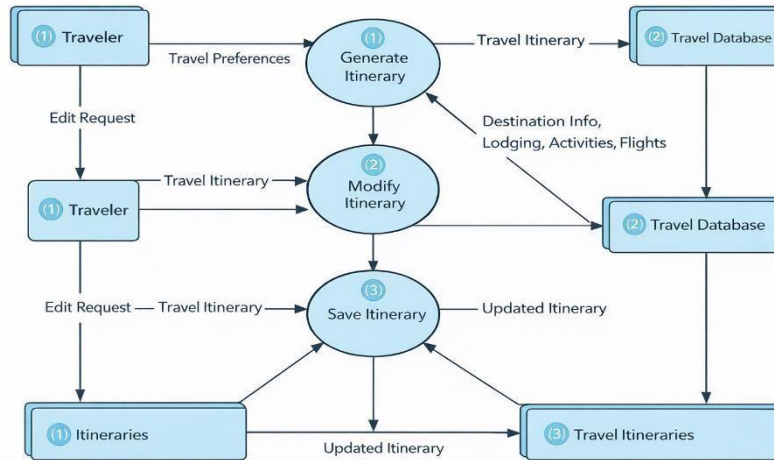 (1) Traveler
Travel Preferences
(1)
Generate
Itinerary
Travel Itinerary
(2) Travel Database
Edit Request
Destination Info,
Lodging, Activities, Flights
(1) Traveler
Travel Itinerary
(2)
Modify
Itinerary
(2) Travel Database
Edit Request
Travel Itinerary
(3)
Save Itinerary
Updated Itinerary
(1) Itineraries
Updated Itinerary
(3) Travel Itineraries